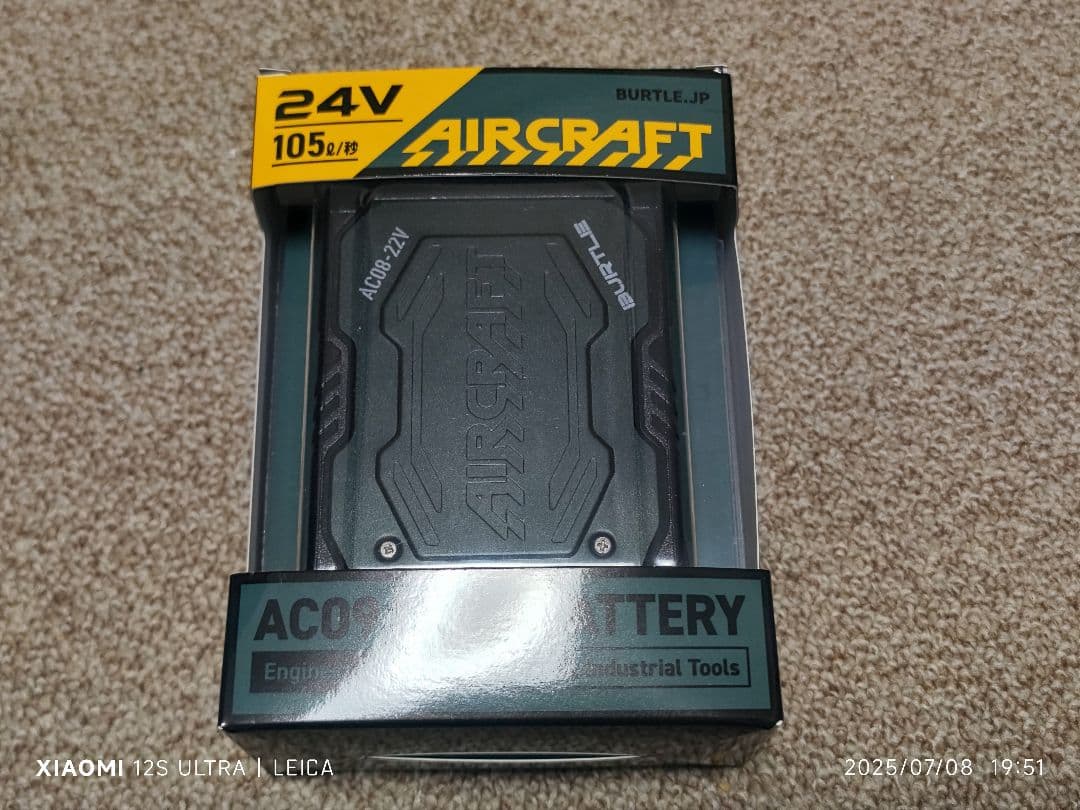 24V
105ℓ/秒
BURTLE.JP
AIRCRAFT
AC08-22V
BURTLE
AIRCRAFT
AC09
ATTERY
Industrial Tools
XIAOMI 12S ULTRA | LEICA
2025/07/08 19:51